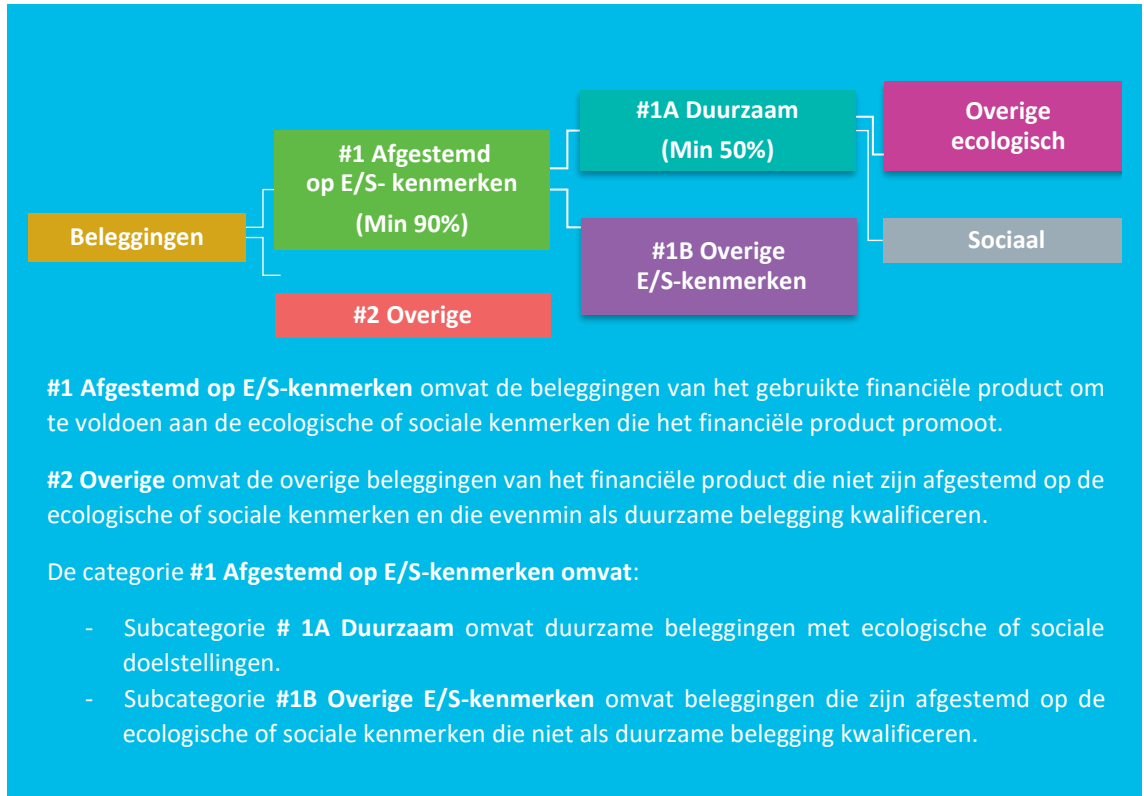 Beleggingen
#1 Afgestemd
op E/S- kenmerken
(Min 90%)
#2 Overige
#1A Duurzaam
(Min 50%)
#1B Overige
E/S-kenmerken
Overige
ecologisch
Sociaal
#1 Afgestemd op E/S-kenmerken omvat de beleggingen van het gebruikte financiële product om
te voldoen aan de ecologische of sociale kenmerken die het financiële product promoot.
#2 Overige omvat de overige beleggingen van het financiële product die niet zijn afgestemd op de
ecologische of sociale kenmerken en die evenmin als duurzame belegging kwalificeren.
De categorie #1 Afgestemd op E/S-kenmerken omvat:
- Subcategorie # 1A Duurzaam omvat duurzame beleggingen met ecologische of sociale
doelstellingen.
- Subcategorie #1B Overige E/S-kenmerken omvat beleggingen die zijn afgestemd op de
ecologische of sociale kenmerken die niet als duurzame belegging kwalificeren.